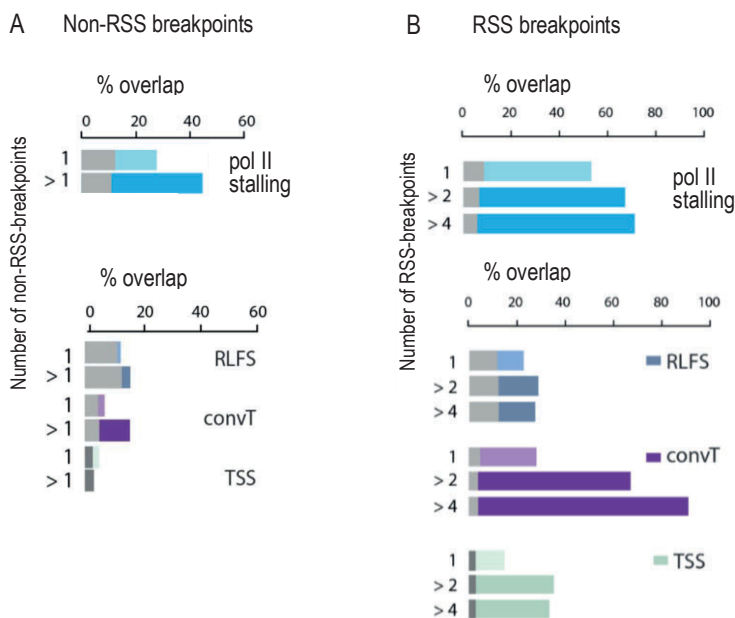 A Non-RSS breakpoints
% overlap
0 20 40 60
Number of non-RSS-breakpoints
1
> 1
pol II
stalling
% overlap
0 20 40 60
1
> 1
RLFS
1
> 1
convT
1
> 1
TSS
B RSS breakpoints
% overlap
0 20 40 60 80 100
Number of RSS-breakpoints
1
> 2
> 4
pol II
stalling
% overlap
0 20 40 60 80 100
1 RLFS
> 2
> 4
1 convT
> 2
> 4
1 TSS
> 2
> 4